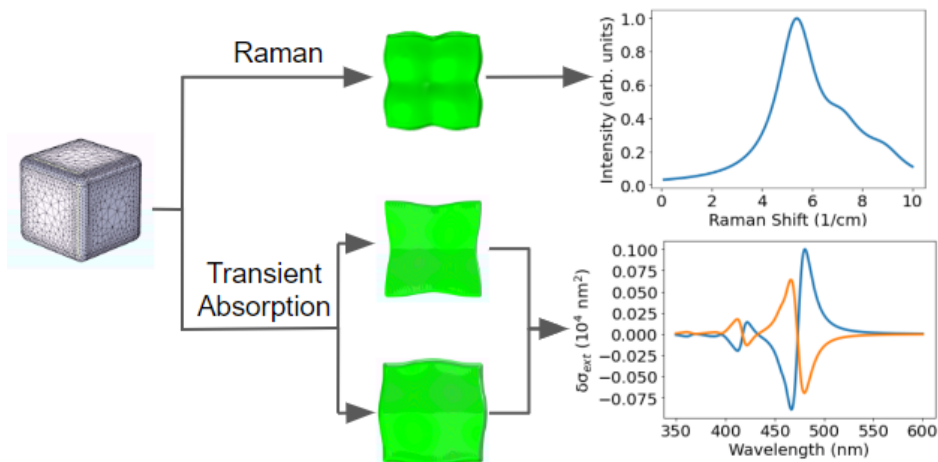 Raman
Transient
Absorption
Intensity (arb. units)
1.0
0.8
0.6
0.4
0.2
0.0
0 2 4 6 8 10
Raman Shift (1/cm)
δσext (10⁴ nm²)
0.100
0.075
0.050
0.025
0.000
−0.025
−0.050
−0.075
350 400 450 500 550 600
Wavelength (nm)